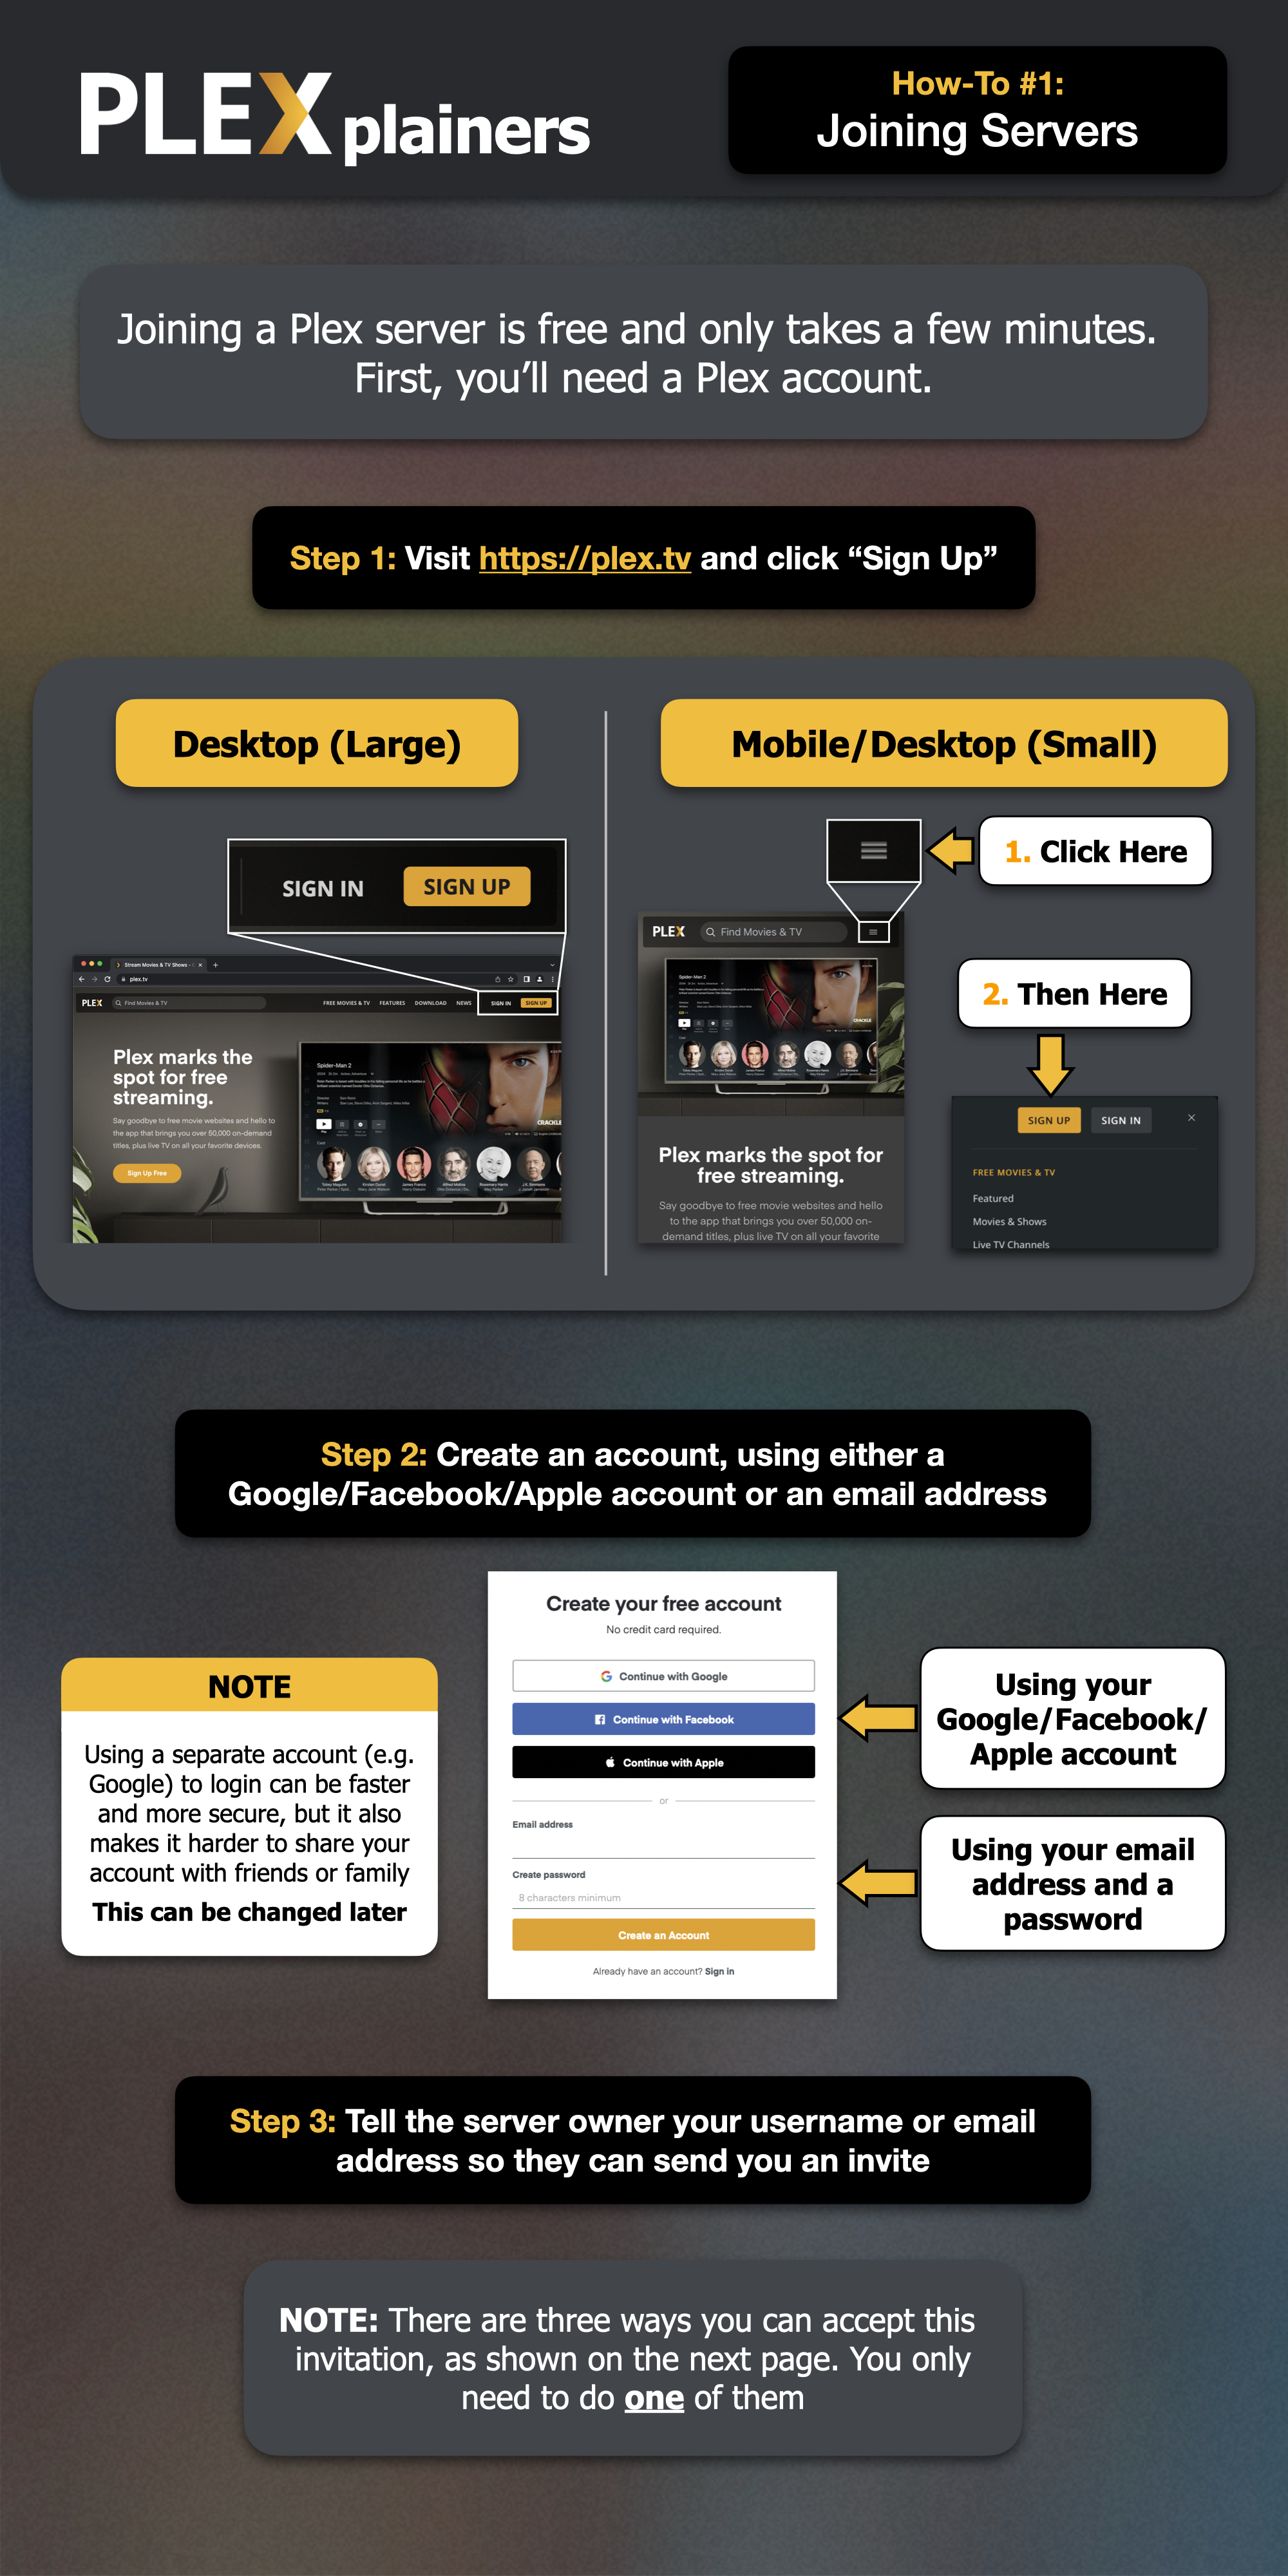 PLEXplainers
How-To #1:
Joining Servers
Joining a Plex server is free and only takes a few minutes.
First, you’ll need a Plex account.
Step 1: Visit https://plex.tv and click “Sign Up”
Desktop (Large)
SIGN IN SIGN UP
Stream Movies & TV Shows
plex.tv
PLEX Find Movies & TV FREE MOVIES & TV FEATURES DOWNLOAD NEWS SIGN IN SIGN UP
Plex marks the
spot for free
streaming.
Say goodbye to free movie websites and hello to
the app that brings you over 50,000 on-demand
titles, plus live TV on all your favorite devices.
Sign Up Free
Spider-Man 2
CRACKLE
Cast
Mobile/Desktop (Small)
1. Click Here
PLEX Find Movies & TV
Spider-Man 2
CRACKLE
Plex marks the spot for
free streaming.
Say goodbye to free movie websites and hello
to the app that brings you over 50,000 on-
demand titles, plus live TV on all your favorite
2. Then Here
SIGN UP SIGN IN ×
FREE MOVIES & TV
Featured
Movies & Shows
Live TV Channels
Step 2: Create an account, using either a
Google/Facebook/Apple account or an email address
NOTE
Using a separate account (e.g.
Google) to login can be faster
and more secure, but it also
makes it harder to share your
account with friends or family
This can be changed later
Create your free account
No credit card required.
Continue with Google
Continue with Facebook
Continue with Apple
or
Email address
Create password
8 characters minimum
Create an Account
Already have an account? Sign in
Using your
Google/Facebook/
Apple account
Using your email
address and a
password
Step 3: Tell the server owner your username or email
address so they can send you an invite
NOTE: There are three ways you can accept this
invitation, as shown on the next page. You only
need to do one of them